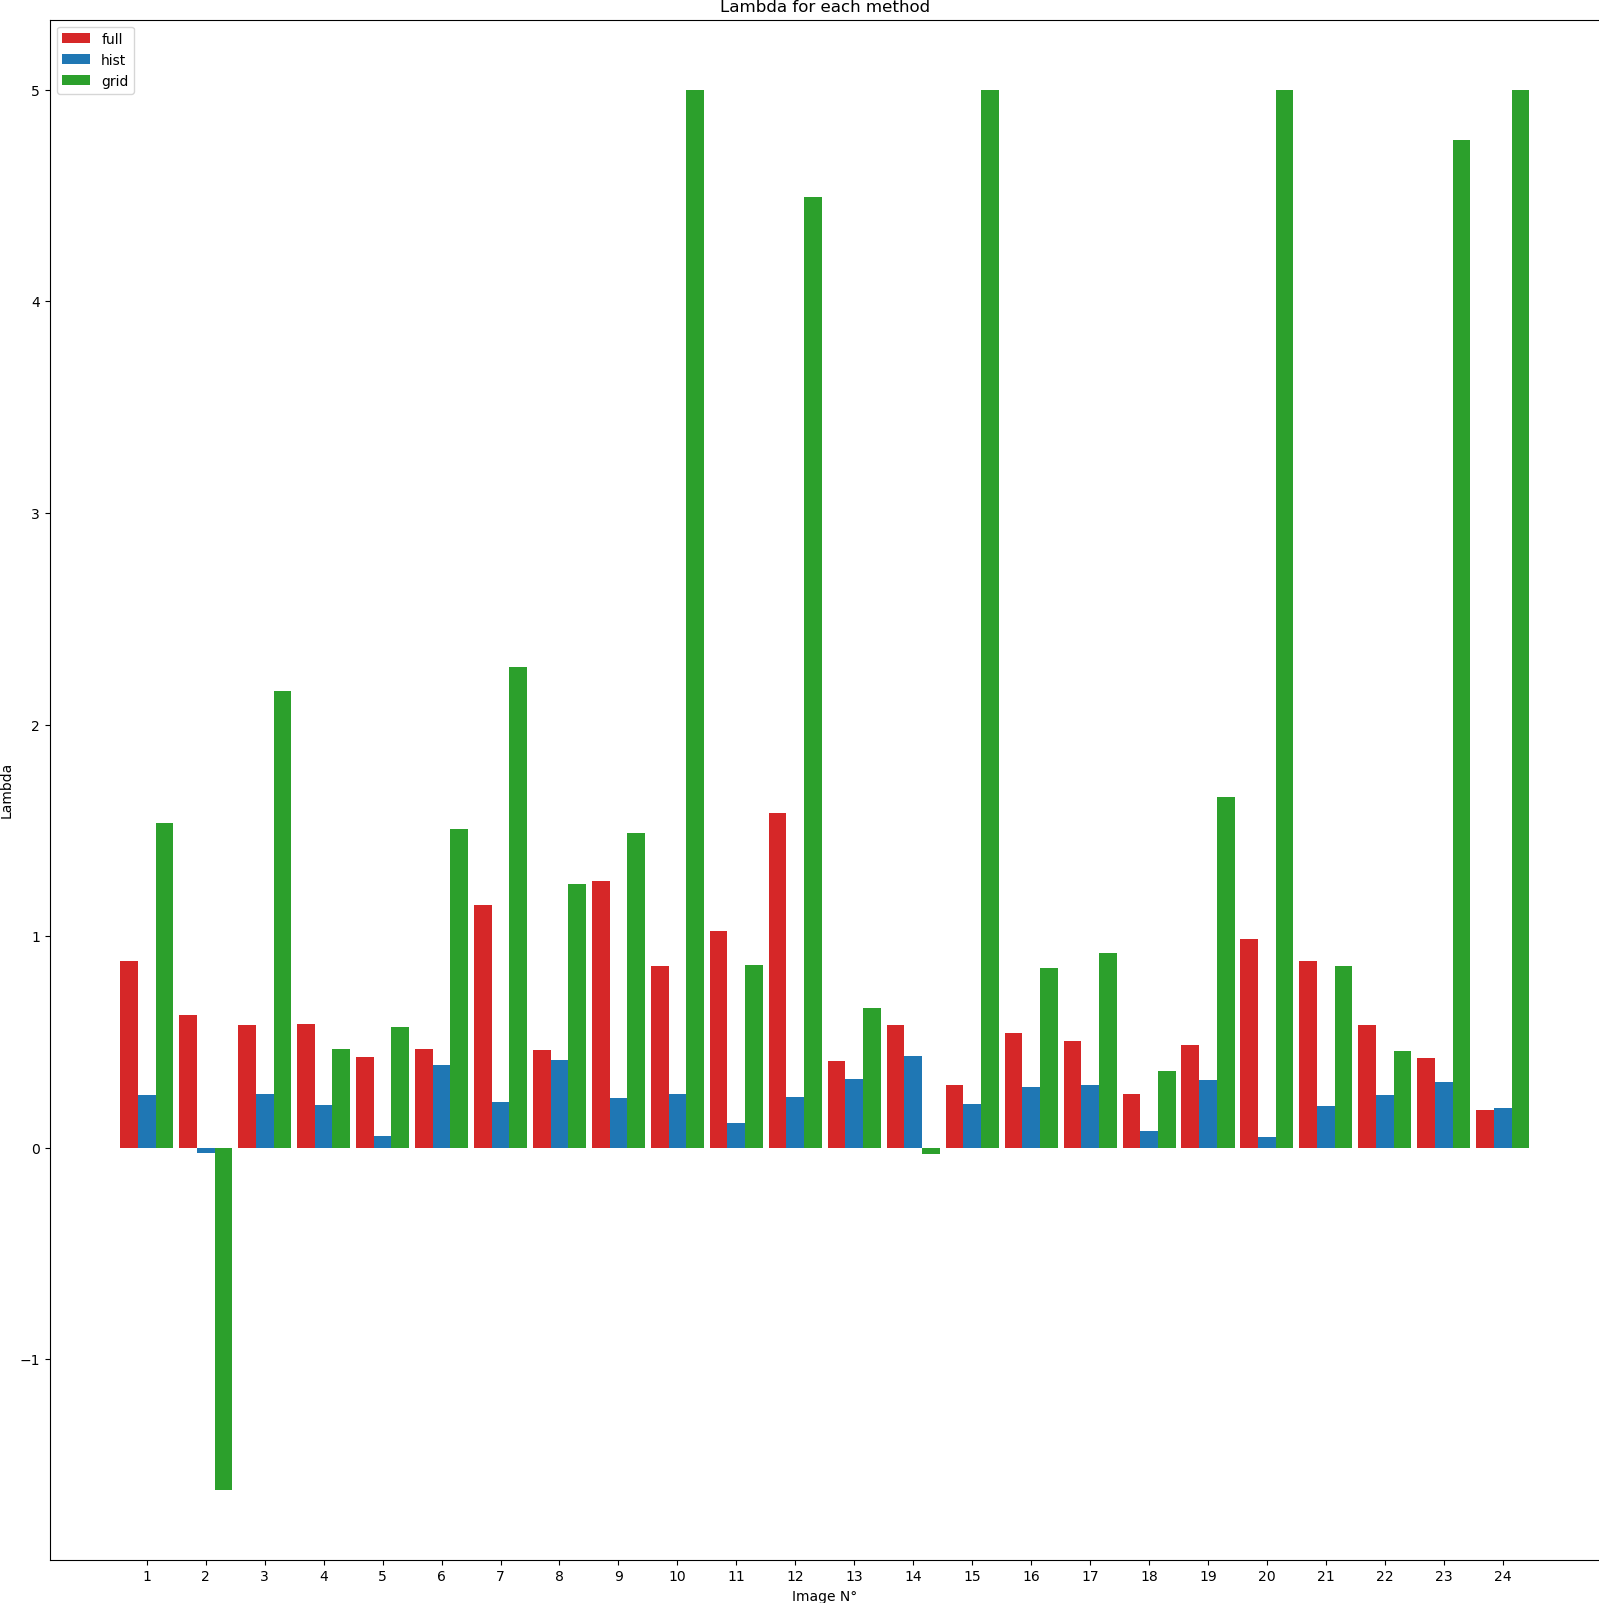 Lambda for each method
full
hist
grid
5
4
3
2
1
0
−1
Lambda
1 2 3 4 5 6 7 8 9 10 11 12 13 14 15 16 17 18 19 20 21 22 23 24
Image N°